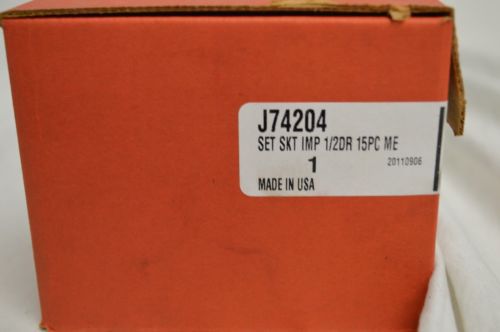 J74204
SET SKT IMP 1/2DR 15PC ME
1
20110906
MADE IN USA